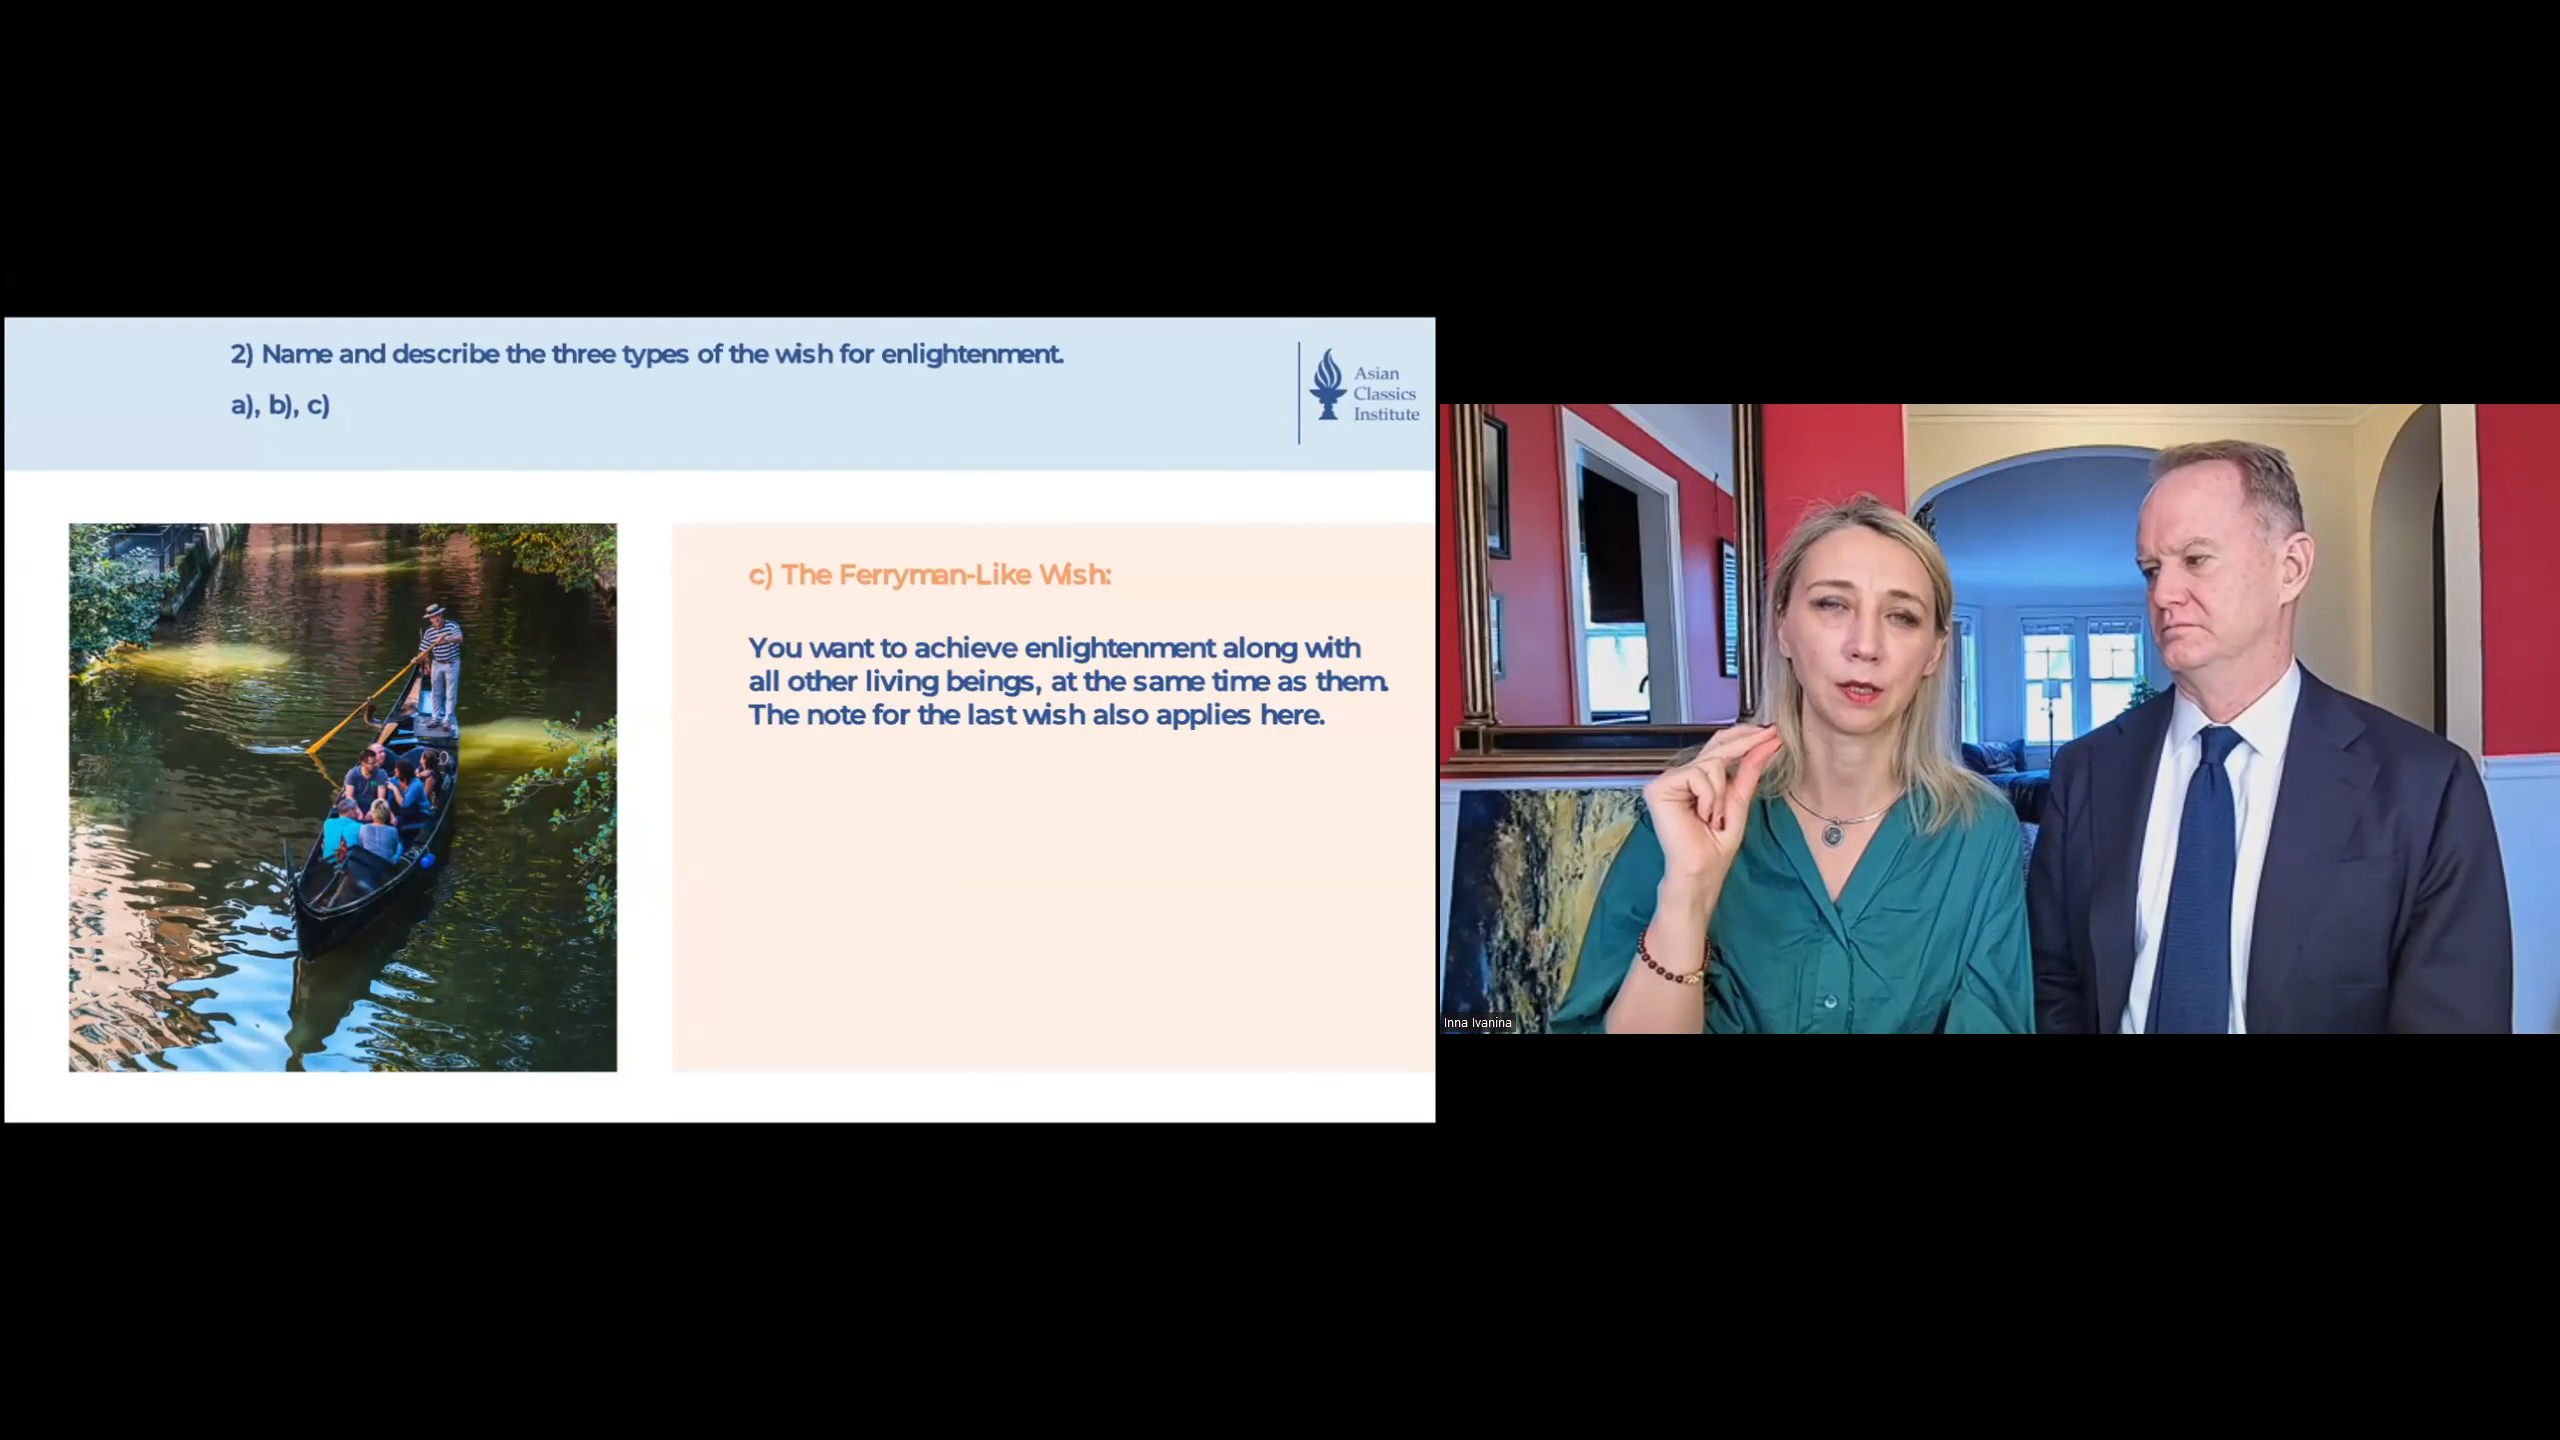 2) Name and describe the three types of the wish for enlightenment.
a), b), c)
Asian
Classics
Institute
c) The Ferryman-Like Wish:
You want to achieve enlightenment along with
all other living beings, at the same time as them.
The note for the last wish also applies here.
Inna Ivanina